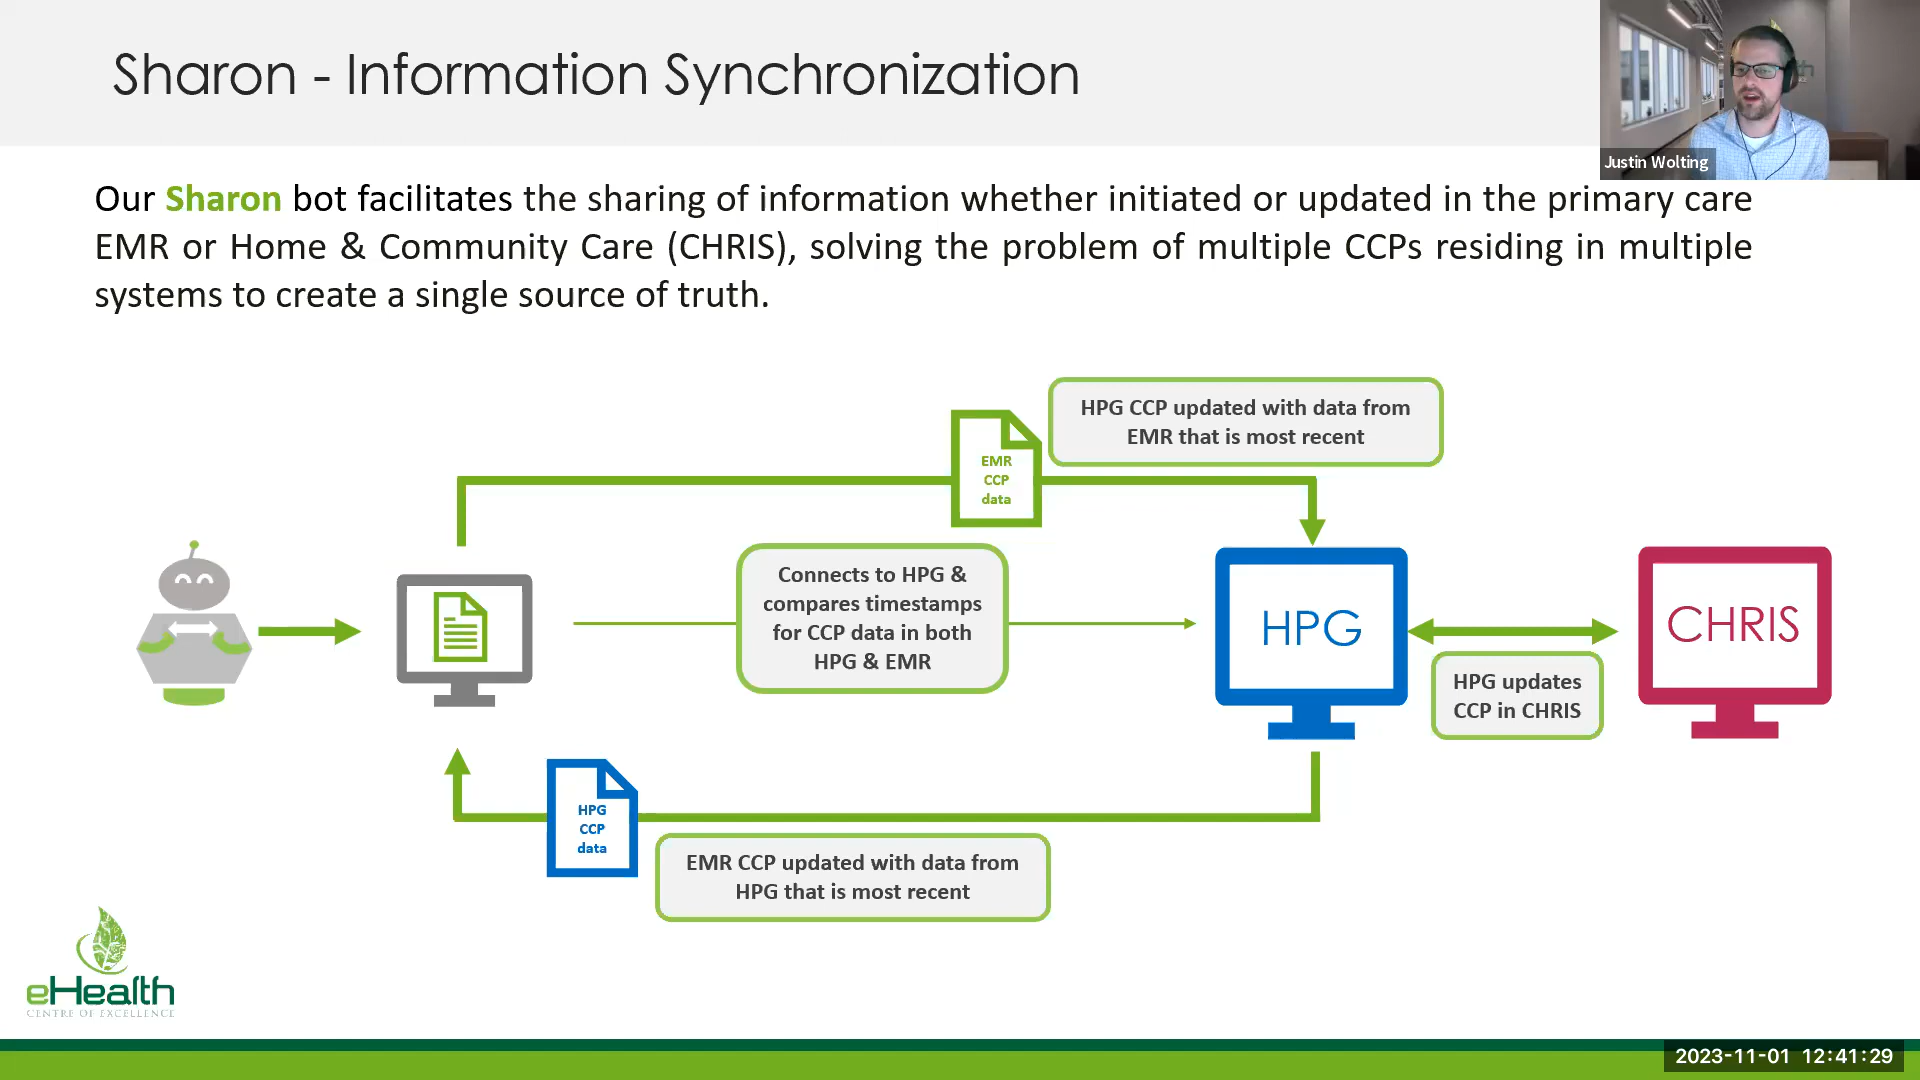 Sharon - Information Synchronization
Justin Wolting
Our Sharon bot facilitates the sharing of information whether initiated or updated in the primary care
EMR or Home & Community Care (CHRIS), solving the problem of multiple CCPs residing in multiple
systems to create a single source of truth.
HPG CCP updated with data from
EMR that is most recent
EMR
CCP
data
Connects to HPG &
compares timestamps
for CCP data in both
HPG & EMR
HPG
CHRIS
HPG updates
CCP in CHRIS
HPG
CCP
data
EMR CCP updated with data from
HPG that is most recent
eHealth
CENTRE OF EXCELLENCE
2023-11-01 12:41:29